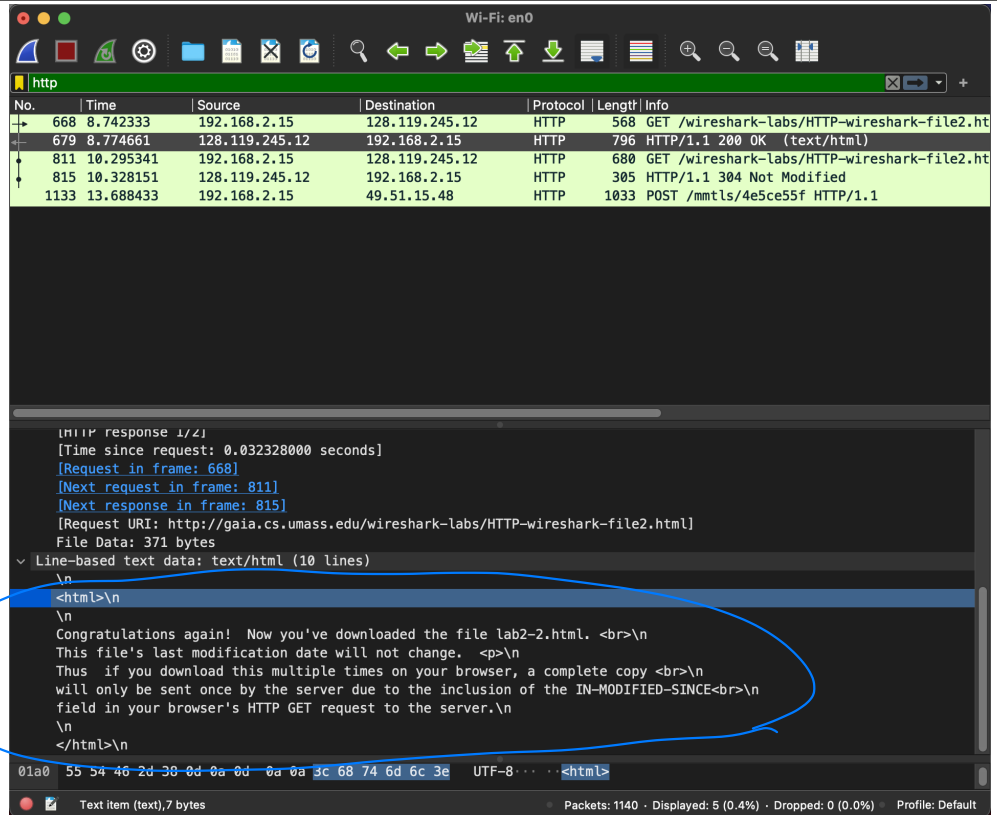 Wi-Fi: en0
http
No. Time Source Destination Protocol Length Info
668 8.742333 192.168.2.15 128.119.245.12 HTTP 568 GET /wireshark-labs/HTTP-wireshark-file2.ht
679 8.774661 128.119.245.12 192.168.2.15 HTTP 796 HTTP/1.1 200 OK (text/html)
811 10.295341 192.168.2.15 128.119.245.12 HTTP 680 GET /wireshark-labs/HTTP-wireshark-file2.ht
815 10.328151 128.119.245.12 192.168.2.15 HTTP 305 HTTP/1.1 304 Not Modified
1133 13.688433 192.168.2.15 49.51.15.48 HTTP 1033 POST /mmtls/4e5ce55f HTTP/1.1
[HTTP response 1/2]
[Time since request: 0.032328000 seconds]
[Request in frame: 668]
[Next request in frame: 811]
[Next response in frame: 815]
[Request URI: http://gaia.cs.umass.edu/wireshark-labs/HTTP-wireshark-file2.html]
File Data: 371 bytes
Line-based text data: text/html (10 lines)
\n
<html>\n
\n
Congratulations again!  Now you've downloaded the file lab2-2.html. <br>\n
This file's last modification date will not change.  <p>\n
Thus  if you download this multiple times on your browser, a complete copy <br>\n
will only be sent once by the server due to the inclusion of the IN-MODIFIED-SINCE<br>\n
field in your browser's HTTP GET request to the server.\n
\n
</html>\n
01a0 55 54 46 2d 38 0d 0a 0d 0a 0a 3c 68 74 6d 6c 3e UTF-8··· ··<html>
Text item (text),7 bytes Packets: 1140 · Displayed: 5 (0.4%) · Dropped: 0 (0.0%) Profile: Default